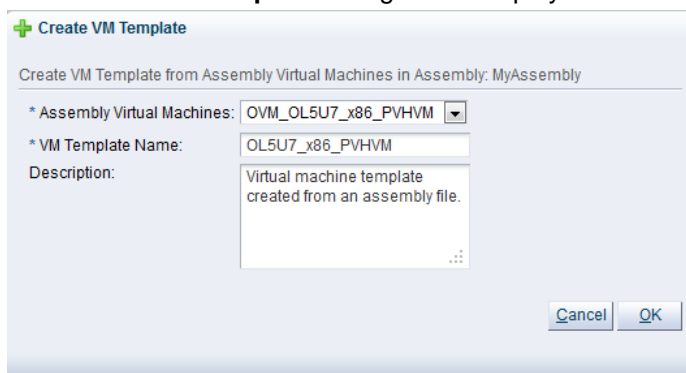 Create VM Template
Create VM Template from Assembly Virtual Machines in Assembly: MyAssembly
* Assembly Virtual Machines: OVM_OL5U7_x86_PVHVM
* VM Template Name: OL5U7_x86_PVHVM
Description: Virtual machine template
created from an assembly file.
Cancel OK